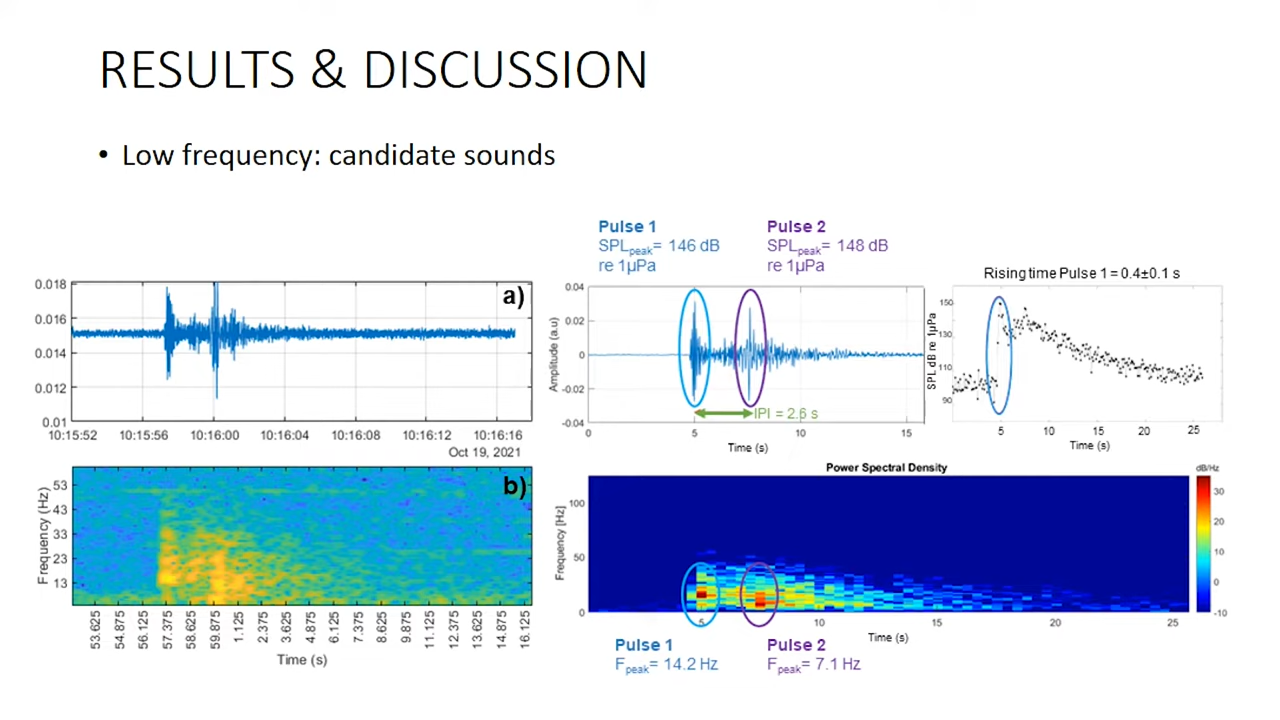 RESULTS & DISCUSSION
• Low frequency: candidate sounds
0.018
0.016
0.014
0.012
0.01
a)
10:15:52 10:15:56 10:16:00 10:16:04 10:16:08 10:16:12 10:16:16
Oct 19, 2021
Frequency (Hz)
53
43
33
23
13
b)
53.625 54.875 56.125 57.375 58.625 59.875 1.125 2.375 3.625 4.875 6.125 7.375 8.625 9.875 11.125 12.375 13.625 14.875 16.125
Time (s)
Pulse 1
SPLpeak= 146 dB
re 1µPa
Pulse 2
SPLpeak= 148 dB
re 1µPa
Amplitude (a.u)
0.04
0.02
0
-0.02
-0.04
IPI = 2.6 s
0 5 10 15
Time (s)
Rising time Pulse 1 = 0.4±0.1 s
SPL dB re 1µPa
150
130
110
90
5 10 15 20 25
Time (s)
Power Spectral Density
Frequency [Hz]
100
50
0
5 10 15 20 25
Time (s)
dB/Hz
30
20
10
0
-10
Pulse 1
Fpeak= 14.2 Hz
Pulse 2
Fpeak= 7.1 Hz